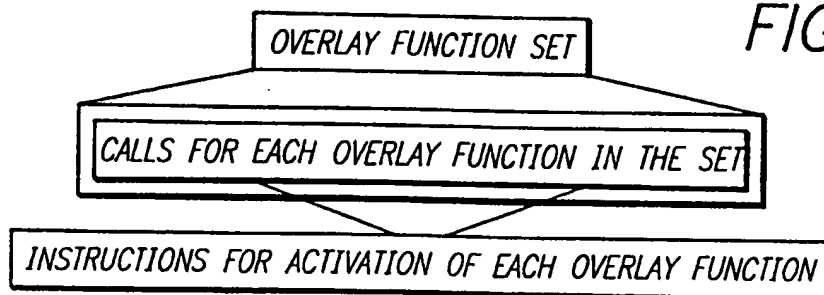 FIG
OVERLAY FUNCTION SET
CALLS FOR EACH OVERLAY FUNCTION IN THE SET
INSTRUCTIONS FOR ACTIVATION OF EACH OVERLAY FUNCTION